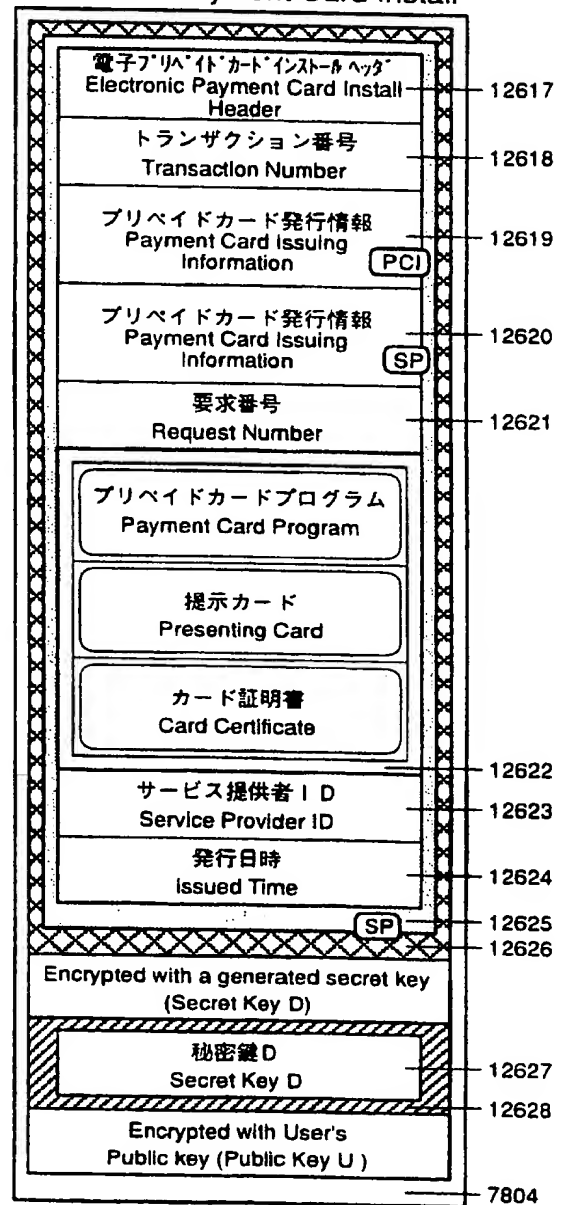 電子プリペイドカードインストールヘッダ
Electronic Payment Card Install
Header
12617
トランザクション番号
Transaction Number
12618
プリペイドカード発行情報
Payment Card Issuing
Information
PCI
12619
プリペイドカード発行情報
Payment Card Issuing
Information
SP
12620
要求番号
Request Number
12621
プリペイドカードプログラム
Payment Card Program
提示カード
Presenting Card
カード証明書
Card Certificate
12622
サービス提供者ID
Service Provider ID
12623
発行日時
Issued Time
12624
SP
12625
12626
Encrypted with a generated secret key
(Secret Key D)
秘密鍵D
Secret Key D
12627
12628
Encrypted with User's
Public key (Public Key U )
7804